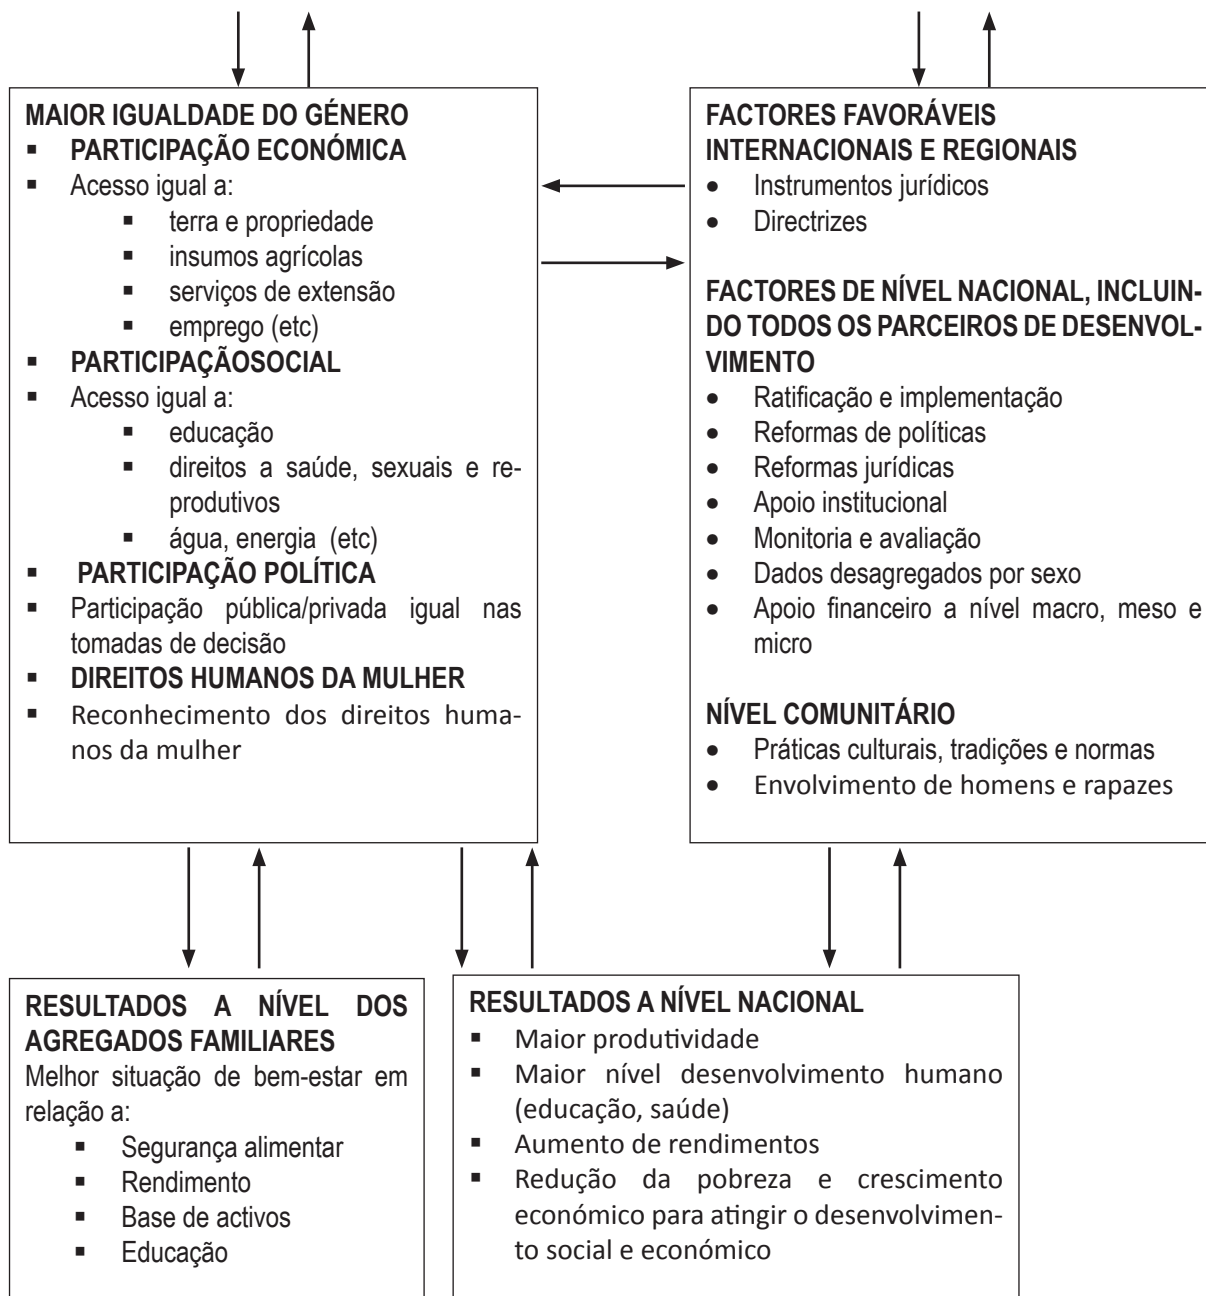 MAIOR IGUALDADE DO GÉNERO
▪ PARTICIPAÇÃO ECONÓMICA
▪ Acesso igual a:
▪ terra e propriedade
▪ insumos agrícolas
▪ serviços de extensão
▪ emprego (etc)
▪ PARTICIPAÇÃOSOCIAL
▪ Acesso igual a:
▪ educação
▪ direitos a saúde, sexuais e re-
produtivos
▪ água, energia (etc)
▪ PARTICIPAÇÃO POLÍTICA
▪ Participação pública/privada igual nas
tomadas de decisão
▪ DIREITOS HUMANOS DA MULHER
▪ Reconhecimento dos direitos huma-
nos da mulher
FACTORES FAVORÁVEIS
INTERNACIONAIS E REGIONAIS
● Instrumentos jurídicos
● Directrizes
FACTORES DE NÍVEL NACIONAL, INCLUIN-
DO TODOS OS PARCEIROS DE DESENVOL-
VIMENTO
● Ratificação e implementação
● Reformas de políticas
● Reformas jurídicas
● Apoio institucional
● Monitoria e avaliação
● Dados desagregados por sexo
● Apoio financeiro a nível macro, meso e
micro
NÍVEL COMUNITÁRIO
● Práticas culturais, tradições e normas
● Envolvimento de homens e rapazes
RESULTADOS A NÍVEL DOS
AGREGADOS FAMILIARES
Melhor situação de bem-estar em
relação a:
▪ Segurança alimentar
▪ Rendimento
▪ Base de activos
▪ Educação
RESULTADOS A NÍVEL NACIONAL
▪ Maior produtividade
▪ Maior nível desenvolvimento humano
(educação, saúde)
▪ Aumento de rendimentos
▪ Redução da pobreza e crescimento
económico para atingir o desenvolvimen-
to social e económico